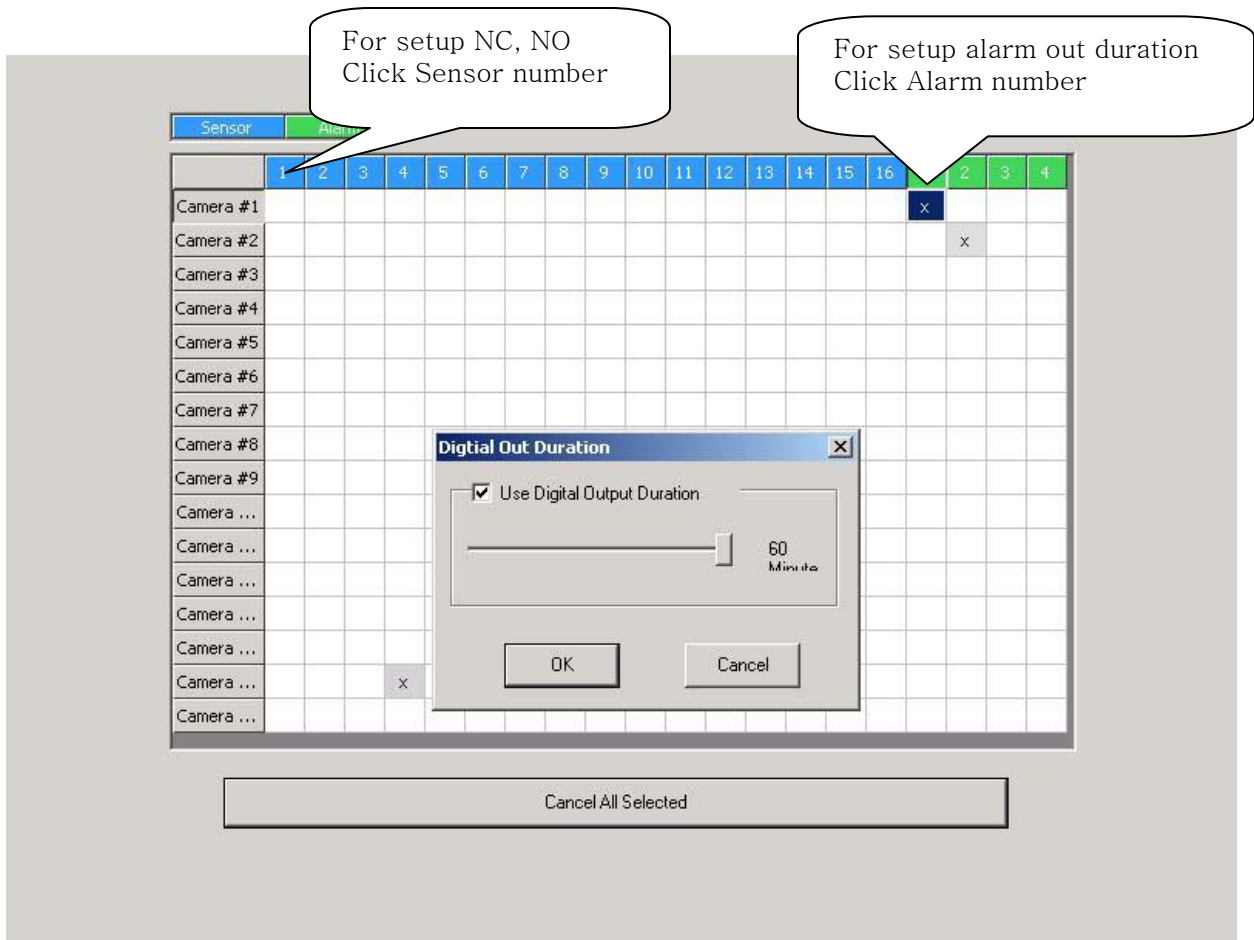 For setup NC, NO
Click Sensor number
For setup alarm out duration
Click Alarm number
Sensor
1 2 3 4 5 6 7 8 9 10 11 12 13 14 15 16 2 3 4
Camera #1 x
Camera #2 x
Camera #3
Camera #4
Camera #5
Camera #6
Camera #7
Camera #8
Camera #9
Camera ...
Camera ...
Camera ...
Camera ...
Camera ...
Camera ... x
Camera ...
Digtial Out Duration
Use Digital Output Duration
60
Minute
OK Cancel
Cancel All Selected